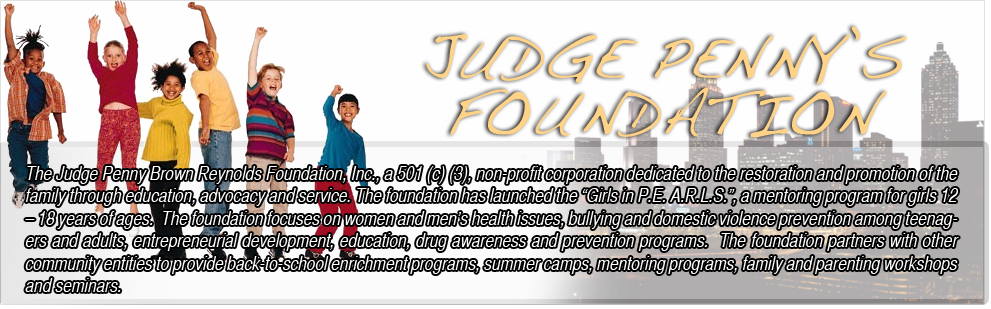 JUDGE PENNY'S
FOUNDATION
The Judge Penny Brown Reynolds Foundation, Inc., a 501 (c) (3), non-profit corporation dedicated to the restoration and promotion of the
family through education, advocacy and service. The foundation has launched the “Girls In P.E. A.R.L.S.”, a mentoring program for girls 12
– 18 years of ages. The foundation focuses on women and men's health issues, bullying and domestic violence prevention among teenag-
ers and adults, entrepreneurial development, education, drug awareness and prevention programs. The foundation partners with other
community entities to provide back-to-school enrichment programs, summer camps, mentoring programs, family and parenting workshops
and seminars.